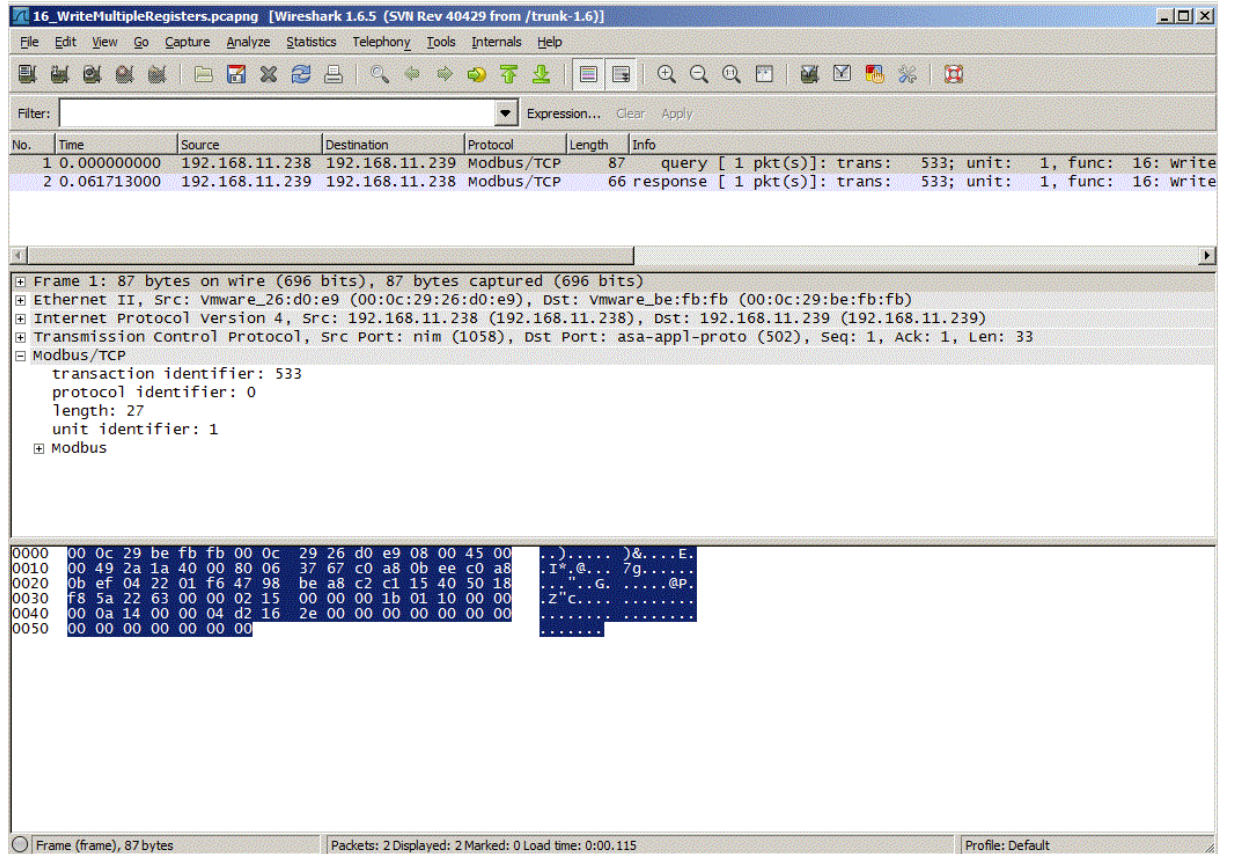 16_WriteMultipleRegisters.pcapng [Wireshark 1.6.5 (SVN Rev 40429 from /trunk-1.6)]
File Edit View Go Capture Analyze Statistics Telephony Tools Internals Help
Filter: Expression... Clear Apply
No. Time Source Destination Protocol Length Info
1 0.000000000 192.168.11.238 192.168.11.239 Modbus/TCP 87 query [ 1 pkt(s)]: trans: 533; unit: 1, func: 16: Write
2 0.061713000 192.168.11.239 192.168.11.238 Modbus/TCP 66 response [ 1 pkt(s)]: trans: 533; unit: 1, func: 16: Write
Frame 1: 87 bytes on wire (696 bits), 87 bytes captured (696 bits)
Ethernet II, Src: Vmware_26:d0:e9 (00:0c:29:26:d0:e9), Dst: Vmware_be:fb:fb (00:0c:29:be:fb:fb)
Internet Protocol Version 4, Src: 192.168.11.238 (192.168.11.238), Dst: 192.168.11.239 (192.168.11.239)
Transmission Control Protocol, Src Port: nim (1058), Dst Port: asa-appl-proto (502), Seq: 1, Ack: 1, Len: 33
Modbus/TCP
transaction identifier: 533
protocol identifier: 0
length: 27
unit identifier: 1
Modbus
0000 00 0c 29 be fb fb 00 0c 29 26 d0 e9 08 00 45 00 ..)..... )&....E.
0010 00 49 2a 1a 40 00 80 06 37 67 c0 a8 0b ee c0 a8 .I*.@... 7g......
0020 0b ef 04 22 01 f6 47 98 be a8 c2 c1 15 40 50 18 ..."..G. .....@P.
0030 f8 5a 22 63 00 00 02 15 00 00 00 1b 01 10 00 00 .Z"c.... ........
0040 00 0a 14 00 00 04 d2 16 2e 00 00 00 00 00 00 00 ........ ........
0050 00 00 00 00 00 00 00 .......
Frame (frame), 87 bytes Packets: 2 Displayed: 2 Marked: 0 Load time: 0:00.115 Profile: Default